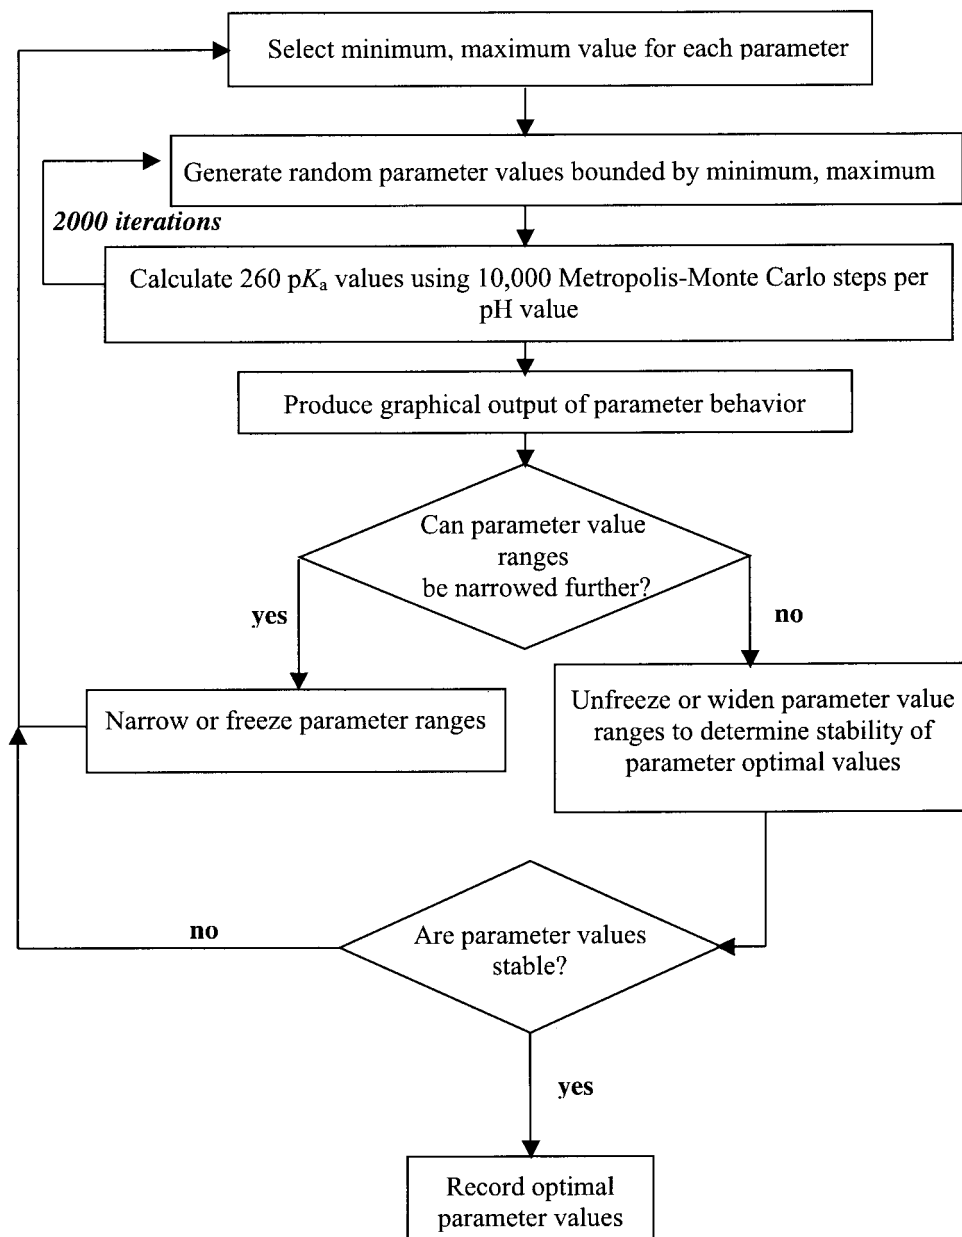 Select minimum, maximum value for each parameter
Generate random parameter values bounded by minimum, maximum
2000 iterations
Calculate 260 pKa values using 10,000 Metropolis-Monte Carlo steps per
pH value
Produce graphical output of parameter behavior
Can parameter value
ranges
be narrowed further?
yes
no
Narrow or freeze parameter ranges
Unfreeze or widen parameter value
ranges to determine stability of
parameter optimal values
no
Are parameter values
stable?
yes
Record optimal
parameter values